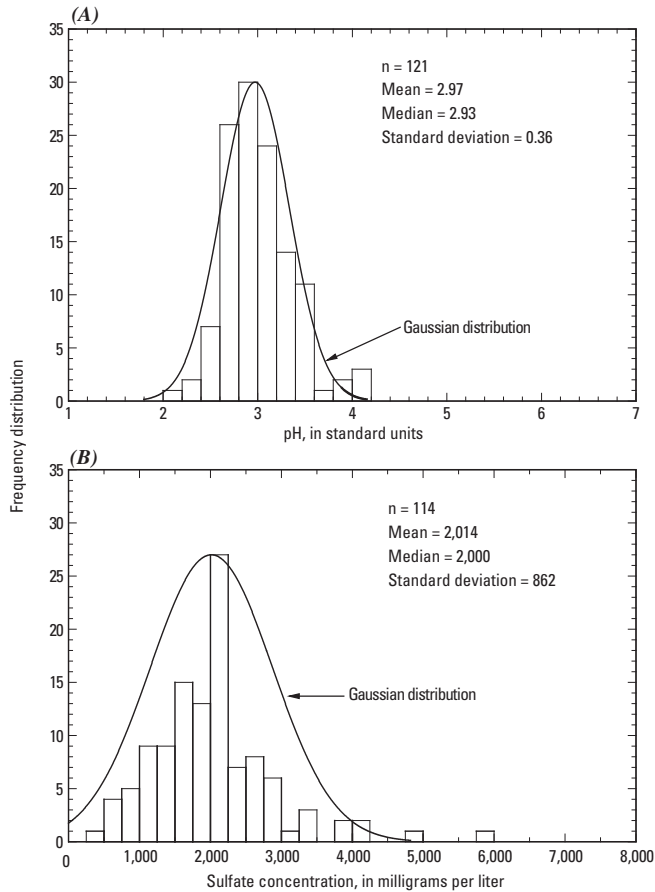 (A)
35
30
25
20
15
10
5
0
n = 121
Mean = 2.97
Median = 2.93
Standard deviation = 0.36
Gaussian distribution
1 2 3 4 5 6 7
pH, in standard units
Frequency distribution
(B)
35
30
25
20
15
10
5
0
n = 114
Mean = 2,014
Median = 2,000
Standard deviation = 862
Gaussian distribution
0 1,000 2,000 3,000 4,000 5,000 6,000 7,000 8,000
Sulfate concentration, in milligrams per liter